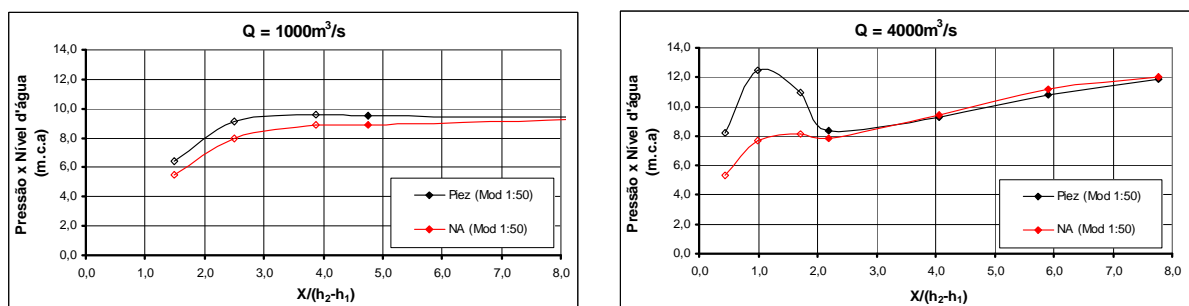 Q = 1000m³/s
Pressão x Nível d'água
(m.c.a)
14,0
12,0
10,0
8,0
6,0
4,0
2,0
0,0
Piez (Mod 1:50)
NA (Mod 1:50)
0,0 1,0 2,0 3,0 4,0 5,0 6,0 7,0 8,0
X/(h₂-h₁)
Q = 4000m³/s
Pressão x Nível d'água
(m.c.a)
14,0
12,0
10,0
8,0
6,0
4,0
2,0
0,0
Piez (Mod 1:50)
NA (Mod 1:50)
0,0 1,0 2,0 3,0 4,0 5,0 6,0 7,0 8,0
X/(h₂-h₁)